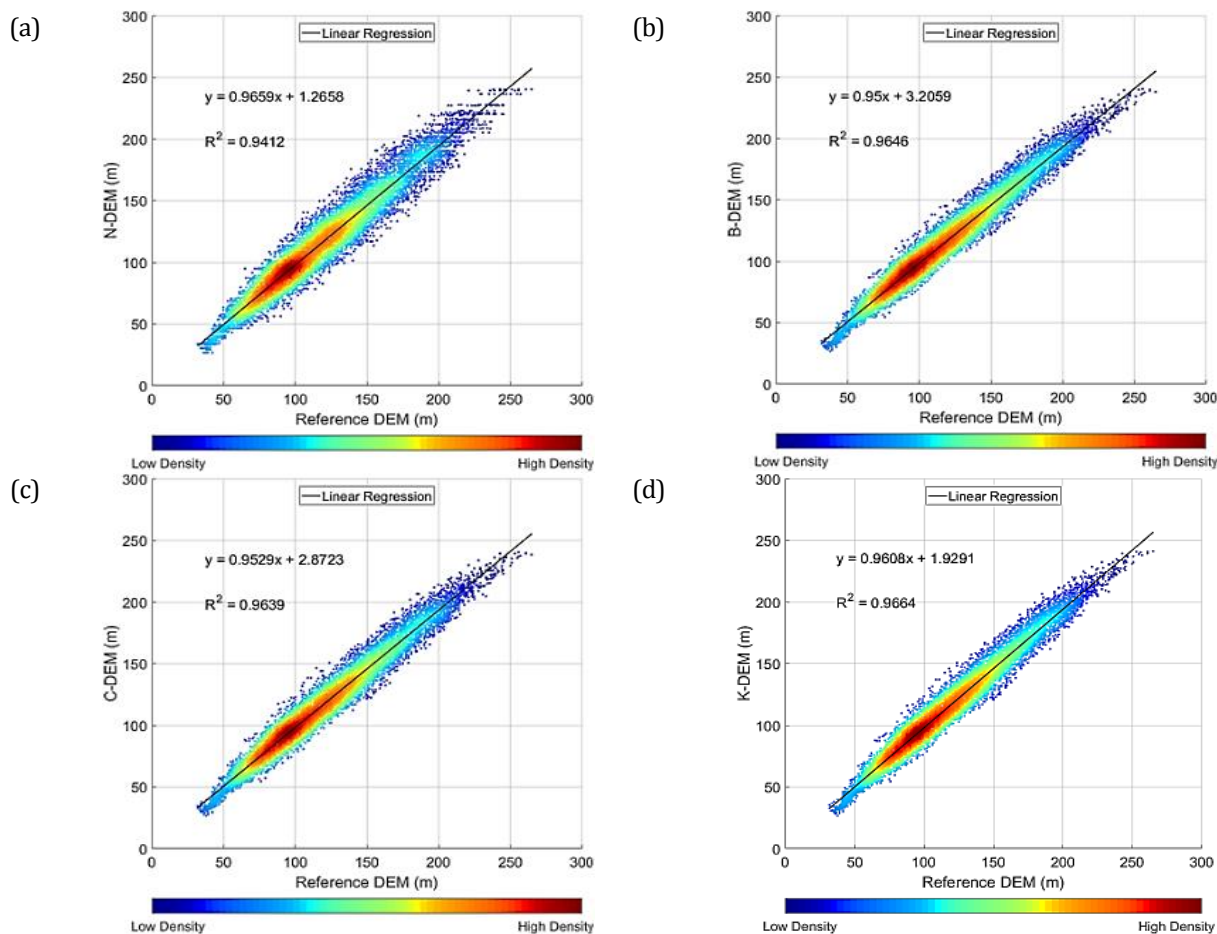 (a)
300
Linear Regression
250
y = 0.9659x + 1.2658
200
R² = 0.9412
150
100
50
0
N-DEM (m)
0 50 100 150 200 250 300
Reference DEM (m)
Low Density High Density
(b)
300
Linear Regression
250
y = 0.95x + 3.2059
200
R² = 0.9646
150
100
50
0
B-DEM (m)
0 50 100 150 200 250 300
Reference DEM (m)
Low Density High Density
(c)
300
Linear Regression
250
y = 0.9529x + 2.8723
200
R² = 0.9639
150
100
50
0
C-DEM (m)
0 50 100 150 200 250 300
Reference DEM (m)
Low Density High Density
(d)
300
Linear Regression
250
y = 0.9608x + 1.9291
200
R² = 0.9664
150
100
50
0
K-DEM (m)
0 50 100 150 200 250 300
Reference DEM (m)
Low Density High Density